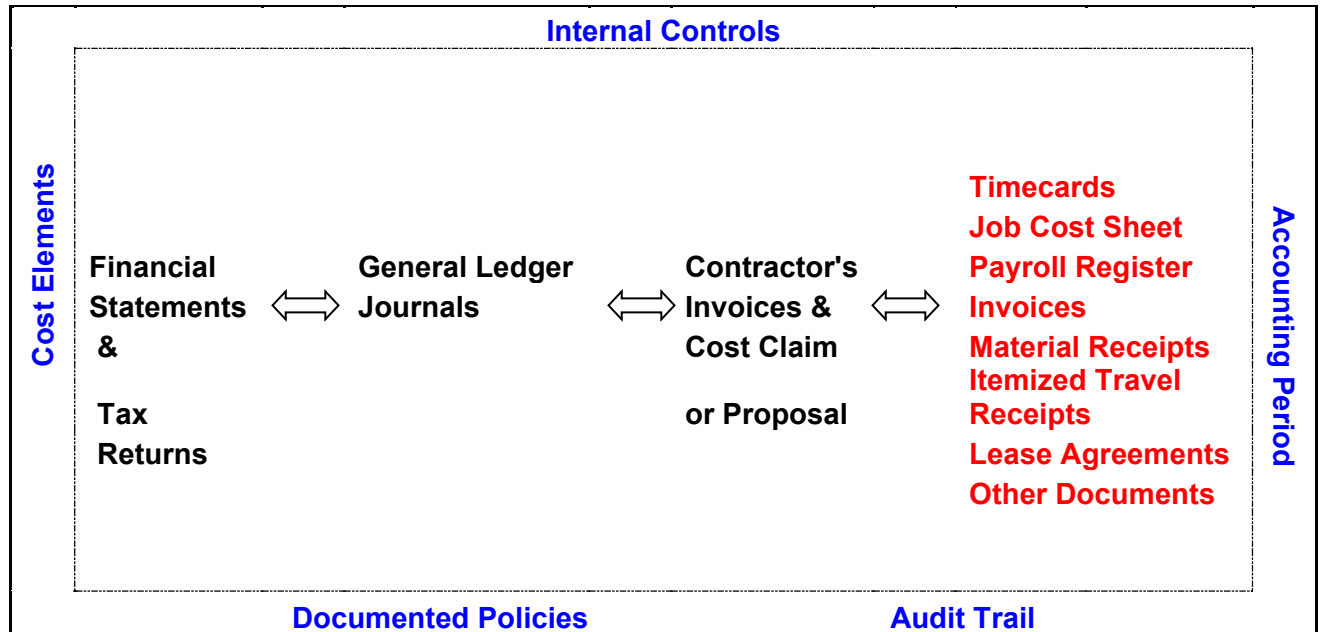 Internal Controls
Cost Elements
Financial
Statements
&
Tax
Returns
General Ledger
Journals
Contractor's
Invoices &
Cost Claim
or Proposal
Timecards
Job Cost Sheet
Payroll Register
Invoices
Material Receipts
Itemized Travel
Receipts
Lease Agreements
Other Documents
Accounting Period
Documented Policies
Audit Trail